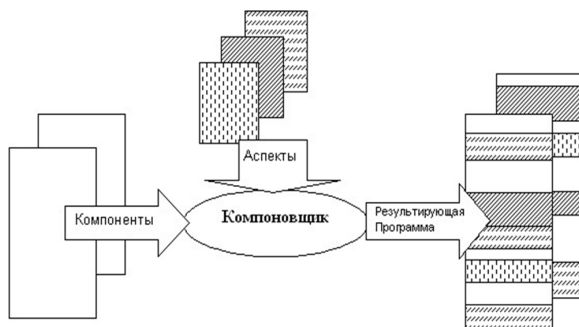 Аспекты
Компоненты
Компоновщик
Результирующая
Программа